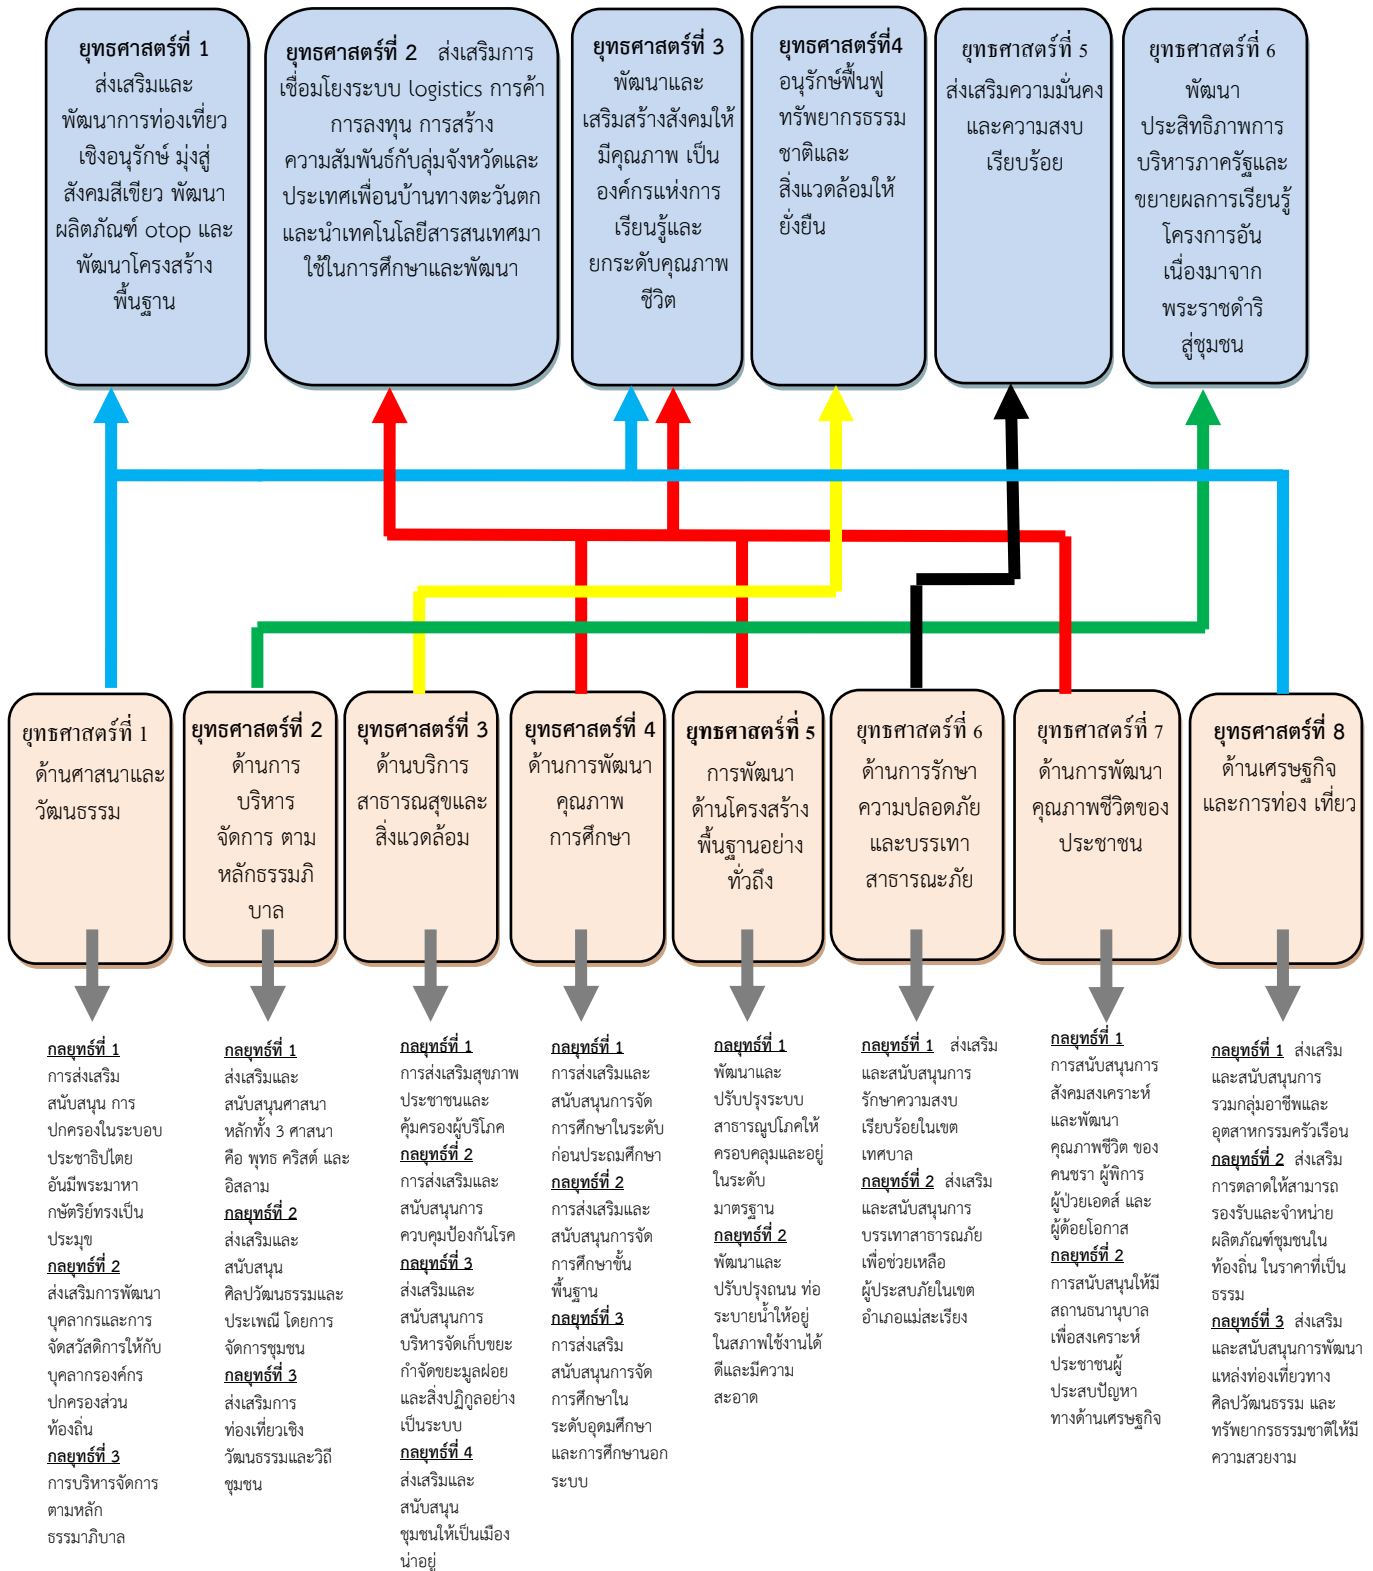 ยุทธศาสตร์ที่ 1
ส่งเสริมและ
พัฒนาการท่องเที่ยว
เชิงอนุรักษ์ มุ่งสู่
สังคมสีเขียว พัฒนา
ผลิตภัณฑ์ otop และ
พัฒนาโครงสร้าง
พื้นฐาน
ยุทธศาสตร์ที่ 2 ส่งเสริมการ
เชื่อมโยงระบบ logistics การค้า
การลงทุน การสร้าง
ความสัมพันธ์กับลุ่มจังหวัดและ
ประเทศเพื่อนบ้านทางตะวันตก
และนำเทคโนโลยีสารสนเทศมา
ใช้ในการศึกษาและพัฒนา
ยุทธศาสตร์ที่ 3
พัฒนาและ
เสริมสร้างสังคมให้
มีคุณภาพ เป็น
องค์กรแห่งการ
เรียนรู้และ
ยกระดับคุณภาพ
ชีวิต
ยุทธศาสตร์ที่4
อนุรักษ์ฟื้นฟู
ทรัพยากรธรรม
ชาติและ
สิ่งแวดล้อมให้
ยั่งยืน
ยุทธศาสตร์ที่ 5
ส่งเสริมความมั่นคง
และความสงบ
เรียบร้อย
ยุทธศาสตร์ที่ 6
พัฒนา
ประสิทธิภาพการ
บริหารภาครัฐและ
ขยายผลการเรียนรู้
โครงการอัน
เนื่องมาจาก
พระราชดำริ
สู่ชุมชน
ยุทธศาสตร์ที่ 1
ด้านศาสนาและ
วัฒนธรรม
ยุทธศาสตร์ที่ 2
ด้านการ
บริหาร
จัดการ ตาม
หลักธรรมภิ
บาล
ยุทธศาสตร์ที่ 3
ด้านบริการ
สาธารณสุขและ
สิ่งแวดล้อม
ยุทธศาสตร์ที่ 4
ด้านการพัฒนา
คุณภาพ
การศึกษา
ยุทธศาสตร์ที่ 5
การพัฒนา
ด้านโครงสร้าง
พื้นฐานอย่าง
ทั่วถึง
ยุทธศาสตร์ที่ 6
ด้านการรักษา
ความปลอดภัย
และบรรเทา
สาธารณะภัย
ยุทธศาสตร์ที่ 7
ด้านการพัฒนา
คุณภาพชีวิตของ
ประชาชน
ยุทธศาสตร์ที่ 8
ด้านเศรษฐกิจ
และการท่อง เที่ยว
กลยุทธ์ที่ 1
การส่งเสริม
สนับสนุน การ
ปกครองในระบอบ
ประชาธิปไตย
อันมีพระมาหา
กษัตริย์ทรงเป็น
ประมุข
กลยุทธ์ที่ 2
ส่งเสริมการพัฒนา
บุคลากรและการ
จัดสวัสดิการให้กับ
บุคลากรองค์กร
ปกครองส่วน
ท้องถิ่น
กลยุทธ์ที่ 3
การบริหารจัดการ
ตามหลัก
ธรรมาภิบาล
กลยุทธ์ที่ 1
ส่งเสริมและ
สนับสนุนศาสนา
หลักทั้ง 3 ศาสนา
คือ พุทธ คริสต์ และ
อิสลาม
กลยุทธ์ที่ 2
ส่งเสริมและ
สนับสนุน
ศิลปวัฒนธรรมและ
ประเพณี โดยการ
จัดการชุมชน
กลยุทธ์ที่ 3
ส่งเสริมการ
ท่องเที่ยวเชิง
วัฒนธรรมและวิถี
ชุมชน
กลยุทธ์ที่ 1
การส่งเสริมสุขภาพ
ประชาชนและ
คุ้มครองผู้บริโภค
กลยุทธ์ที่ 2
การส่งเสริมและ
สนับสนุนการ
ควบคุมป้องกันโรค
กลยุทธ์ที่ 3
ส่งเสริมและ
สนับสนุนการ
บริหารจัดเก็บขยะ
กำจัดขยะมูลฝอย
และสิ่งปฏิกูลอย่าง
เป็นระบบ
กลยุทธ์ที่ 4
ส่งเสริมและ
สนับสนุน
ชุมชนให้เป็นเมือง
น่าอยู่
กลยุทธ์ที่ 1
การส่งเสริมและ
สนับสนุนการจัด
การศึกษาในระดับ
ก่อนประถมศึกษา
กลยุทธ์ที่ 2
การส่งเสริมและ
สนับสนุนการจัด
การศึกษาขั้น
พื้นฐาน
กลยุทธ์ที่ 3
การส่งเสริม
สนับสนุนการจัด
การศึกษาใน
ระดับอุดมศึกษา
และการศึกษานอก
ระบบ
กลยุทธ์ที่ 1
พัฒนาและ
ปรับปรุงระบบ
สาธารณูปโภคให้
ครอบคลุมและอยู่
ในระดับ
มาตรฐาน
กลยุทธ์ที่ 2
พัฒนาและ
ปรับปรุงถนน ท่อ
ระบายน้ำให้อยู่
ในสภาพใช้งานได้
ดีและมีความ
สะอาด
กลยุทธ์ที่ 1 ส่งเสริม
และสนับสนุนการ
รักษาความสงบ
เรียบร้อยในเขต
เทศบาล
กลยุทธ์ที่ 2 ส่งเสริม
และสนับสนุนการ
บรรเทาสาธารณภัย
เพื่อช่วยเหลือ
ผู้ประสบภัยในเขต
อำเภอแม่สะเรียง
กลยุทธ์ที่ 1
การสนับสนุนการ
สังคมสงเคราะห์
และพัฒนา
คุณภาพชีวิต ของ
คนชรา ผู้พิการ
ผู้ป่วยเอดส์ และ
ผู้ด้อยโอกาส
กลยุทธ์ที่ 2
การสนับสนุนให้มี
สถานธนานุบาล
เพื่อสงเคราะห์
ประชาชนผู้
ประสบปัญหา
ทางด้านเศรษฐกิจ
กลยุทธ์ที่ 1 ส่งเสริม
และสนับสนุนการ
รวมกลุ่มอาชีพและ
อุตสาหกรรมครัวเรือน
กลยุทธ์ที่ 2 ส่งเสริม
การตลาดให้สามารถ
รองรับและจำหน่าย
ผลิตภัณฑ์ชุมชนใน
ท้องถิ่น ในราคาที่เป็น
ธรรม
กลยุทธ์ที่ 3 ส่งเสริม
และสนับสนุนการพัฒนา
แหล่งท่องเที่ยวทาง
ศิลปวัฒนธรรม และ
ทรัพยากรธรรมชาติให้มี
ความสวยงาม